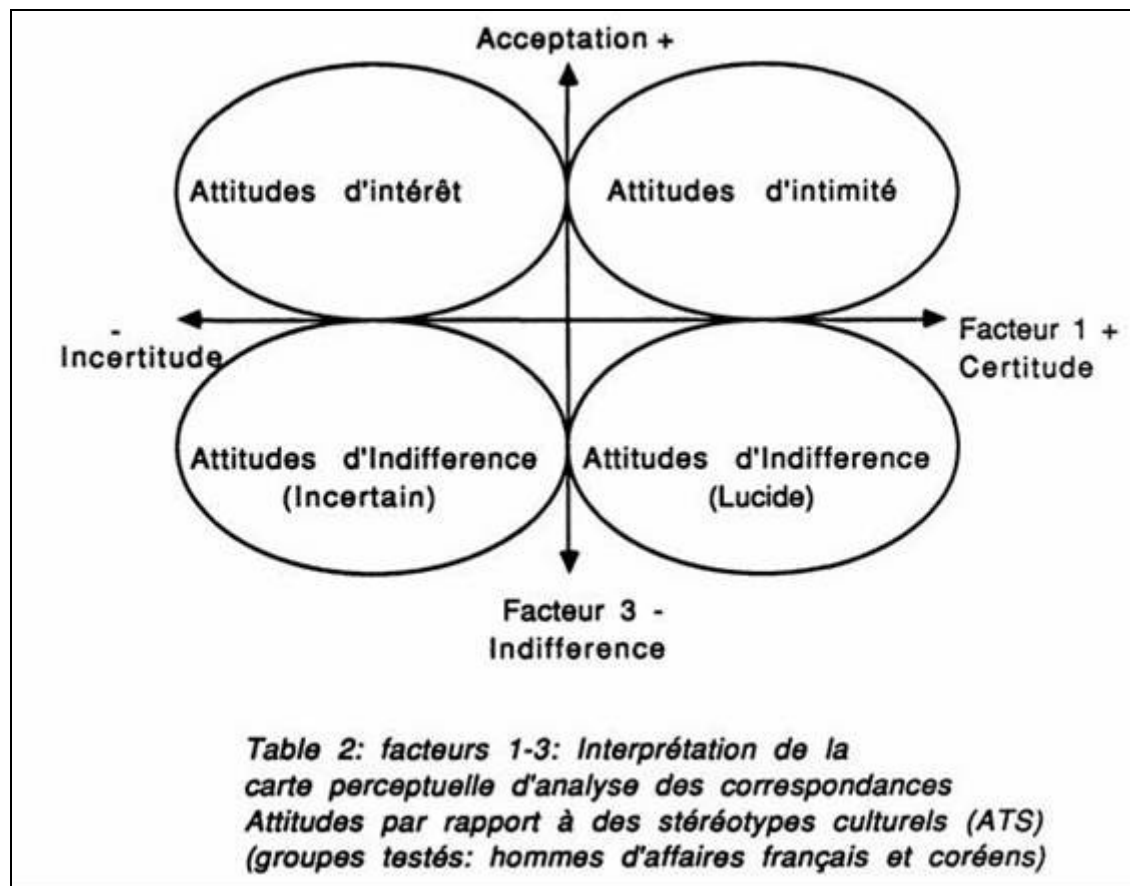 Acceptation +
Attitudes d'intérêt
Attitudes d'intimité
-
Incertitude
Facteur 1 +
Certitude
Attitudes d'Indifference
(Incertain)
Attitudes d'Indifference
(Lucide)
Facteur 3 -
Indifference
Table 2: facteurs 1-3: Interprétation de la
carte perceptuelle d'analyse des correspondances
Attitudes par rapport à des stéréotypes culturels (ATS)
(groupes testés: hommes d'affaires français et coréens)